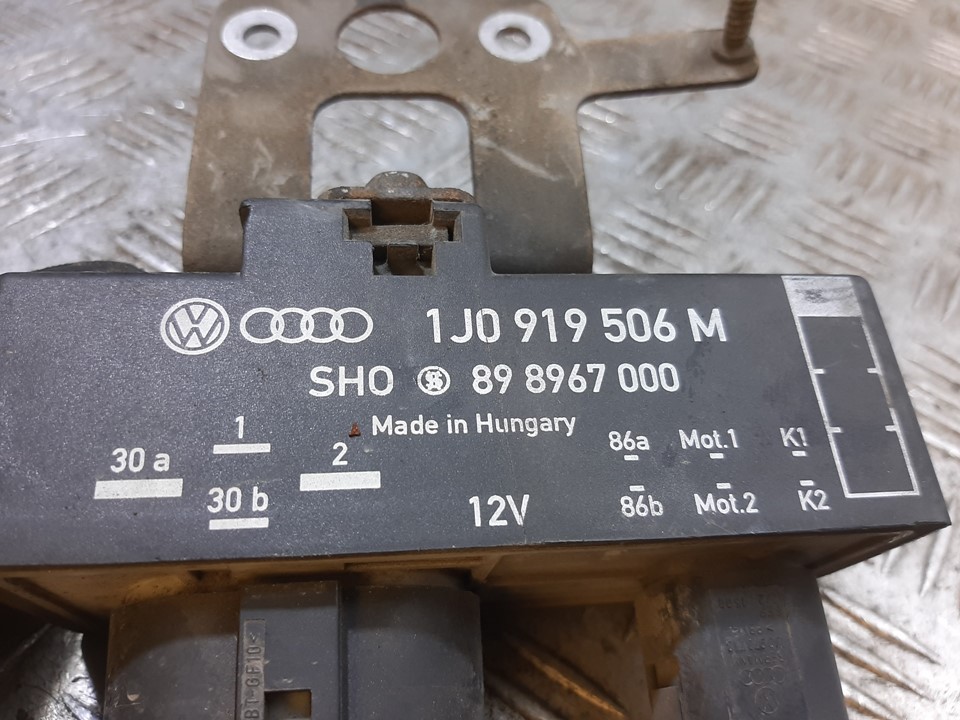 1J0 919 506 M
SHO 89 8967 000
Made in Hungary
30 a 1 2 86a Mot.1 K1
30 b 12V 86b Mot.2 K2